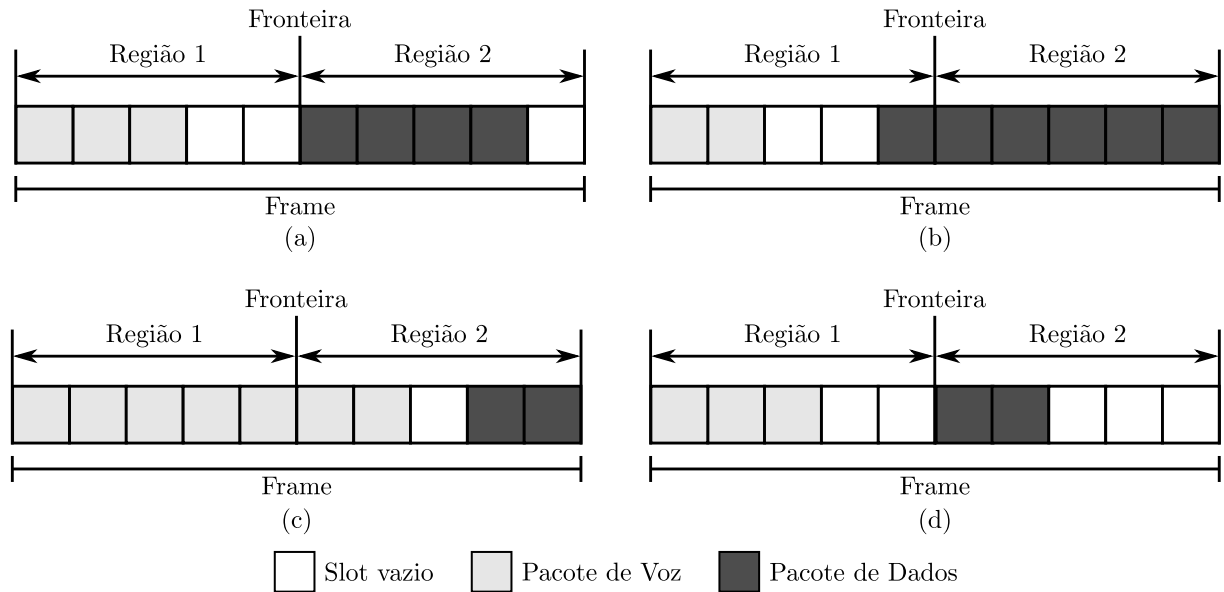 Fronteira
Região 1
Região 2
Frame
(a)
Fronteira
Região 1
Região 2
Frame
(b)
Fronteira
Região 1
Região 2
Frame
(c)
Fronteira
Região 1
Região 2
Frame
(d)
Slot vazio
Pacote de Voz
Pacote de Dados